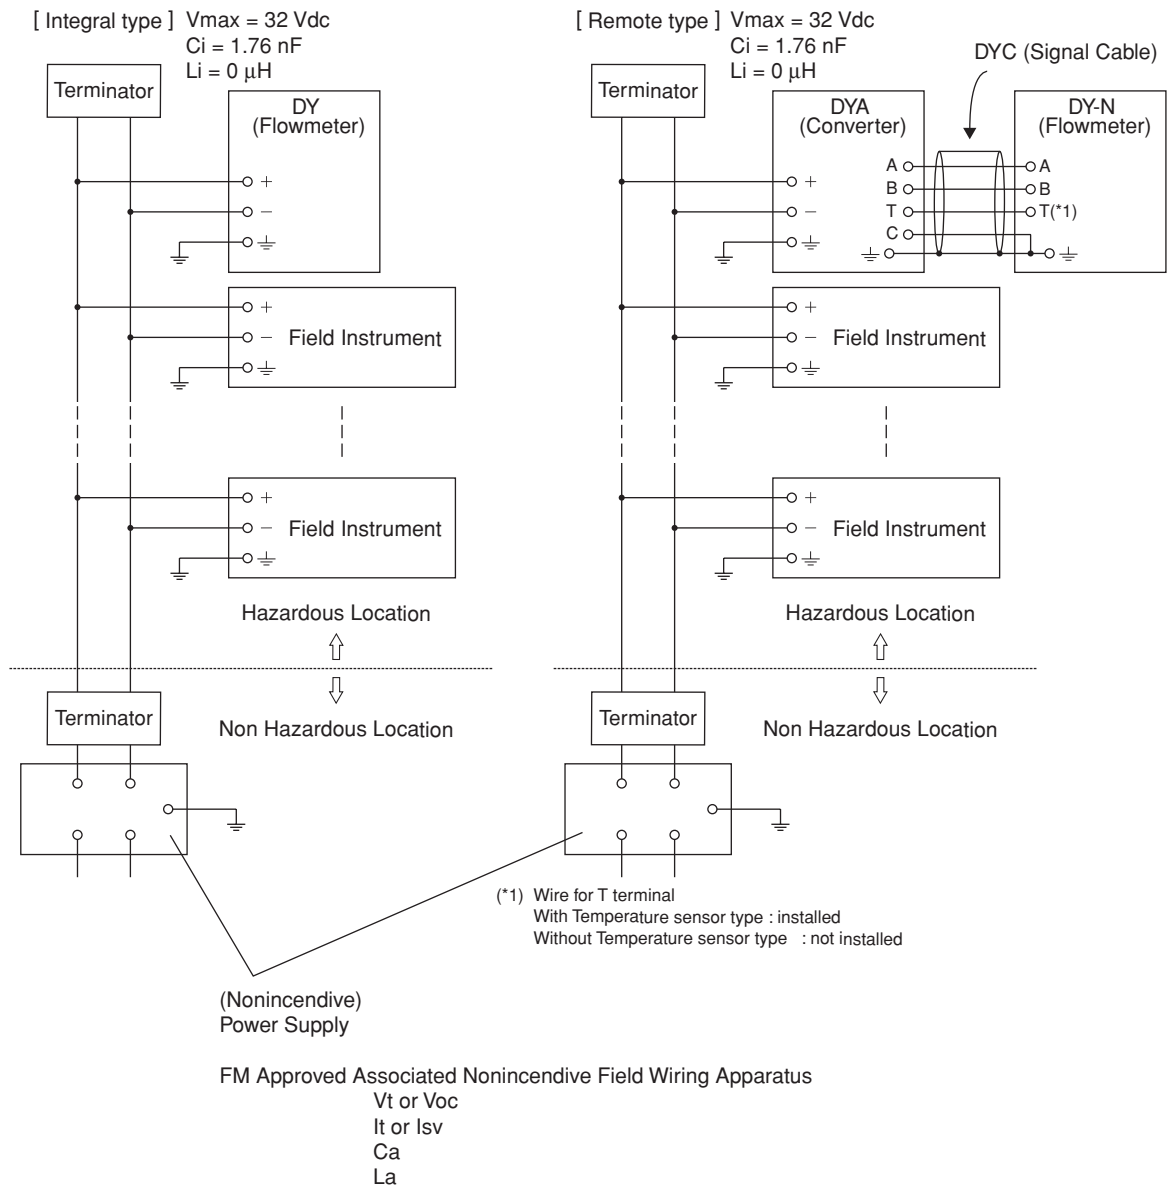 [ Integral type ] Vmax = 32 Vdc
Ci = 1.76 nF
Li = 0 µH
Terminator
DY
(Flowmeter)
+
−
+
− Field Instrument
+
− Field Instrument
Hazardous Location
Terminator
Non Hazardous Location
[ Remote type ] Vmax = 32 Vdc
Ci = 1.76 nF
Li = 0 µH
DYC (Signal Cable)
Terminator
DYA
(Converter)
DY-N
(Flowmeter)
A A
+
B B
− T T(*1)
C
+
− Field Instrument
+
− Field Instrument
Hazardous Location
Terminator
Non Hazardous Location
(*1) Wire for T terminal
With Temperature sensor type : installed
Without Temperature sensor type : not installed
(Nonincendive)
Power Supply
FM Approved Associated Nonincendive Field Wiring Apparatus
Vt or Voc
It or Isv
Ca
La